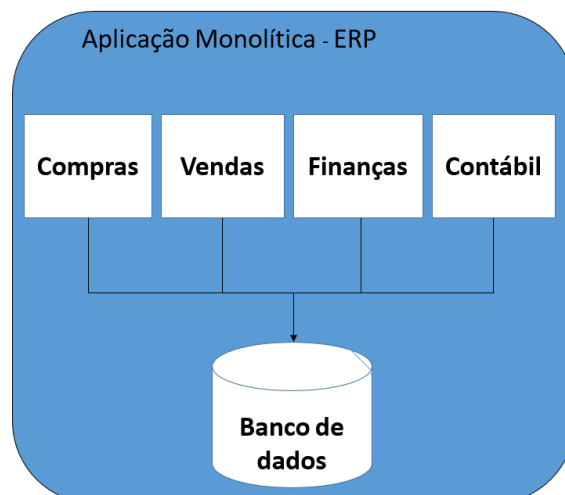 Aplicação Monolítica - ERP
Compras
Vendas
Finanças
Contábil
Banco de
dados